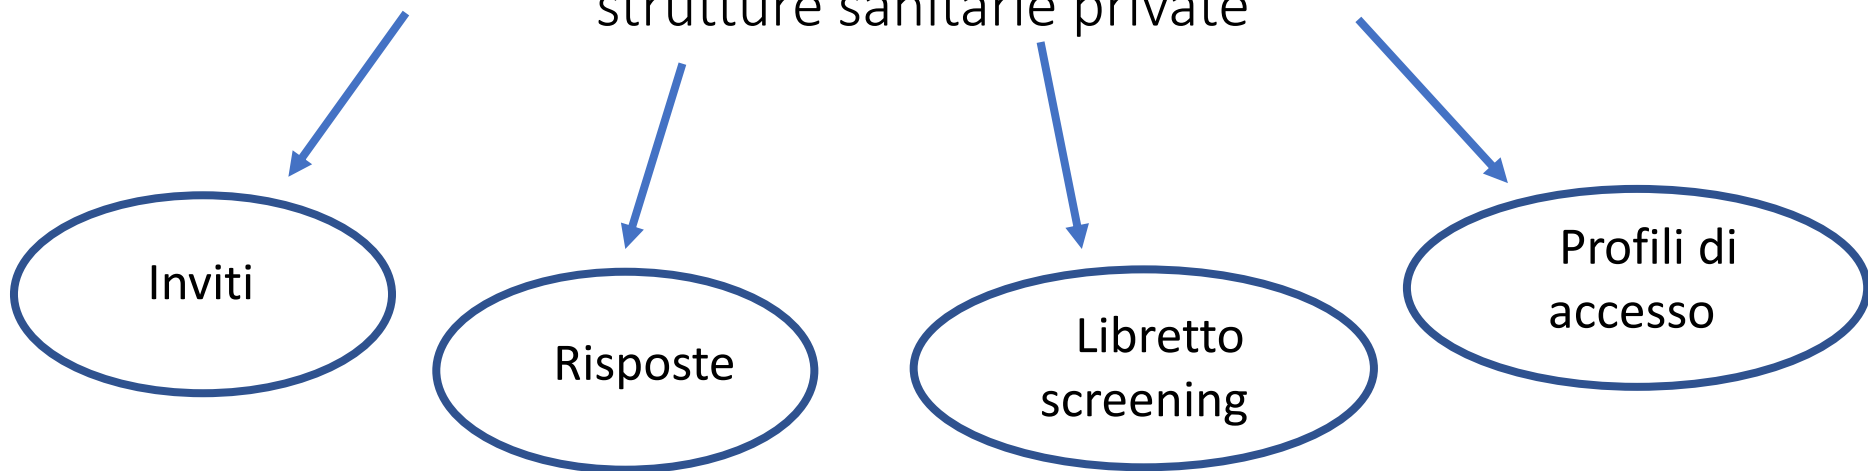 strutture sanitarie private
Inviti
Risposte
Libretto
screening
Profili di
accesso